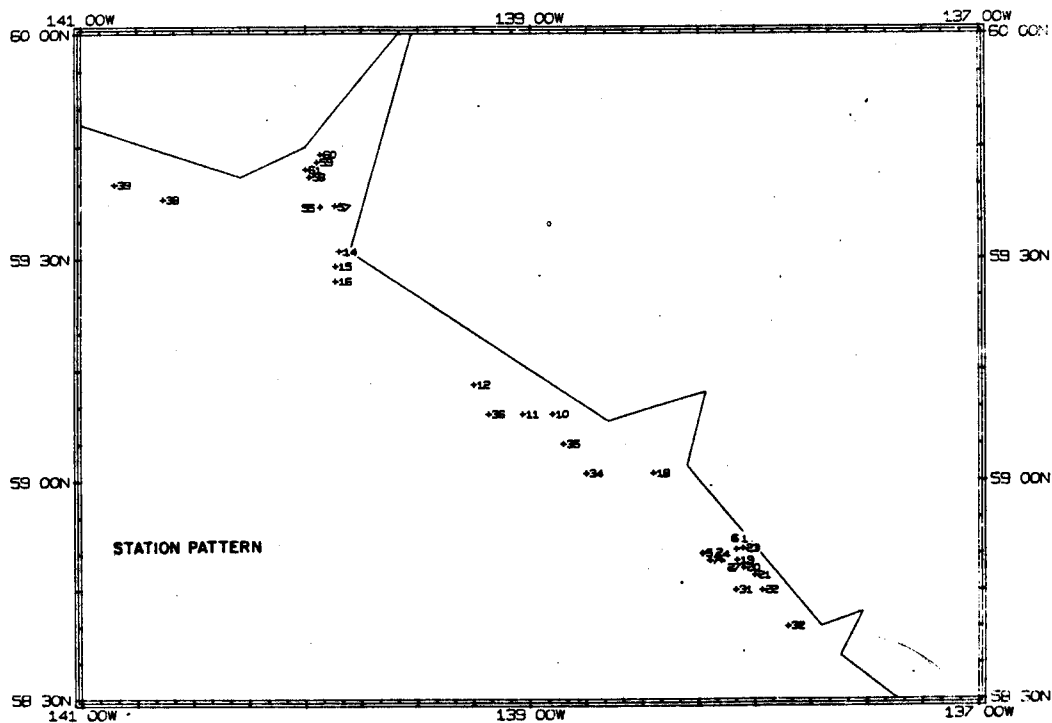 141 00W 139 00W 137 00W
60 00N 60 00N
+60
+59
+61
+58
+39
+38
55+ +57
+14
59 30N +15 59 30N
+16
+12
+36 +11 +10
+35
+34 +18
59 00N 59 00N
STATION PATTERN
+23
+19
+20
+21
+31 +22
+32
58 30N 58 30N
141 00W 139 00W 137 00W